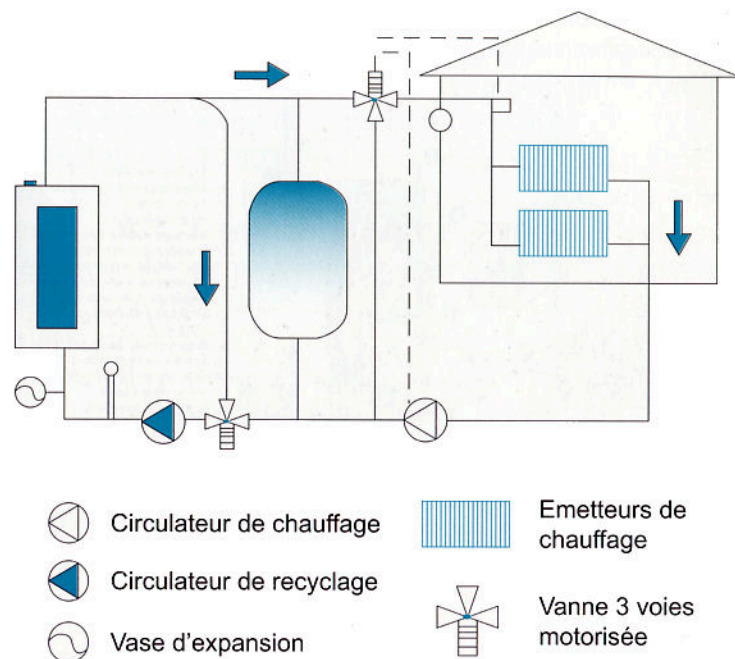 Circulateur de chauffage
Circulateur de recyclage
Vase d'expansion
Emetteurs de
chauffage
Vanne 3 voies
motorisée